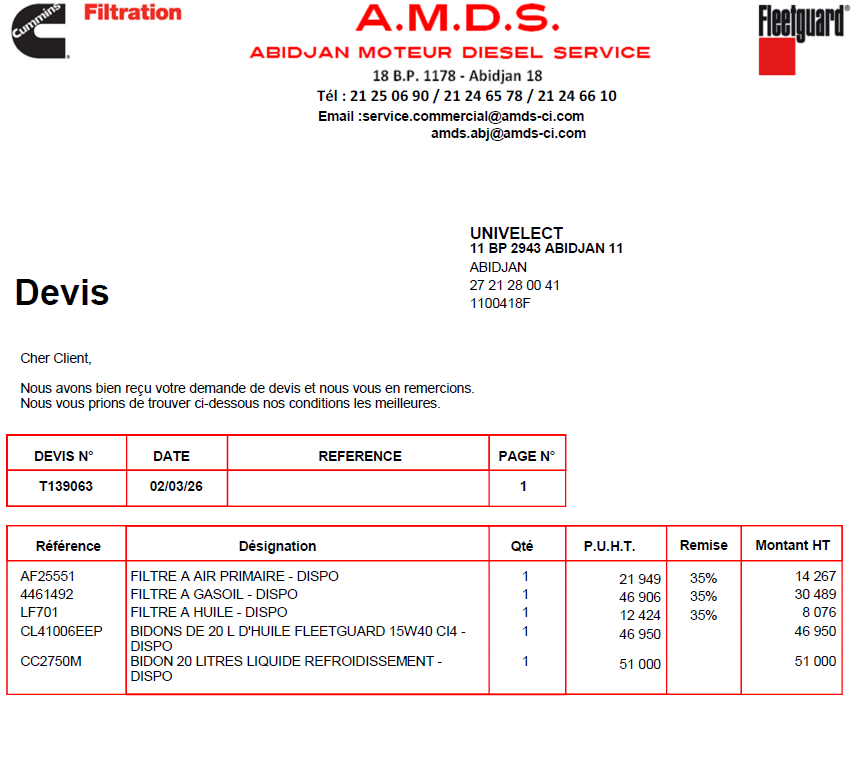 Cummins
Filtration
A.M.D.S.
ABIDJAN MOTEUR DIESEL SERVICE
18 B.P. 1178 - Abidjan 18
Tél : 21 25 06 90 / 21 24 65 78 / 21 24 66 10
Email :service.commercial@amds-ci.com
amds.abj@amds-ci.com
Fleetguard®
UNIVELECT
11 BP 2943 ABIDJAN 11
ABIDJAN
27 21 28 00 41
1100418F
Devis
Cher Client,
Nous avons bien reçu votre demande de devis et nous vous en remercions.
Nous vous prions de trouver ci-dessous nos conditions les meilleures.
DEVIS N° DATE REFERENCE PAGE N°
T139063 02/03/26 1
Référence Désignation Qté P.U.H.T. Remise Montant HT
AF25551 FILTRE A AIR PRIMAIRE - DISPO 1 21 949 35% 14 267
4461492 FILTRE A GASOIL - DISPO 1 46 906 35% 30 489
LF701 FILTRE A HUILE - DISPO 1 12 424 35% 8 076
CL41006EEP BIDONS DE 20 L D'HUILE FLEETGUARD 15W40 CI4 - 1 46 950 46 950
DISPO
CC2750M BIDON 20 LITRES LIQUIDE REFROIDISSEMENT - 1 51 000 51 000
DISPO